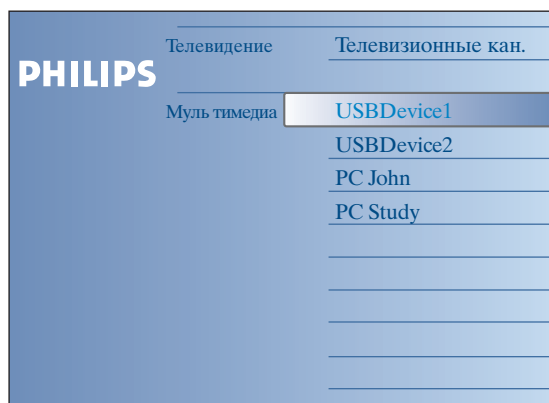 PHILIPS
Телевидение Телевизионные кан.
Муль тимедиа USBDevice1
USBDevice2
PC John
PC Study